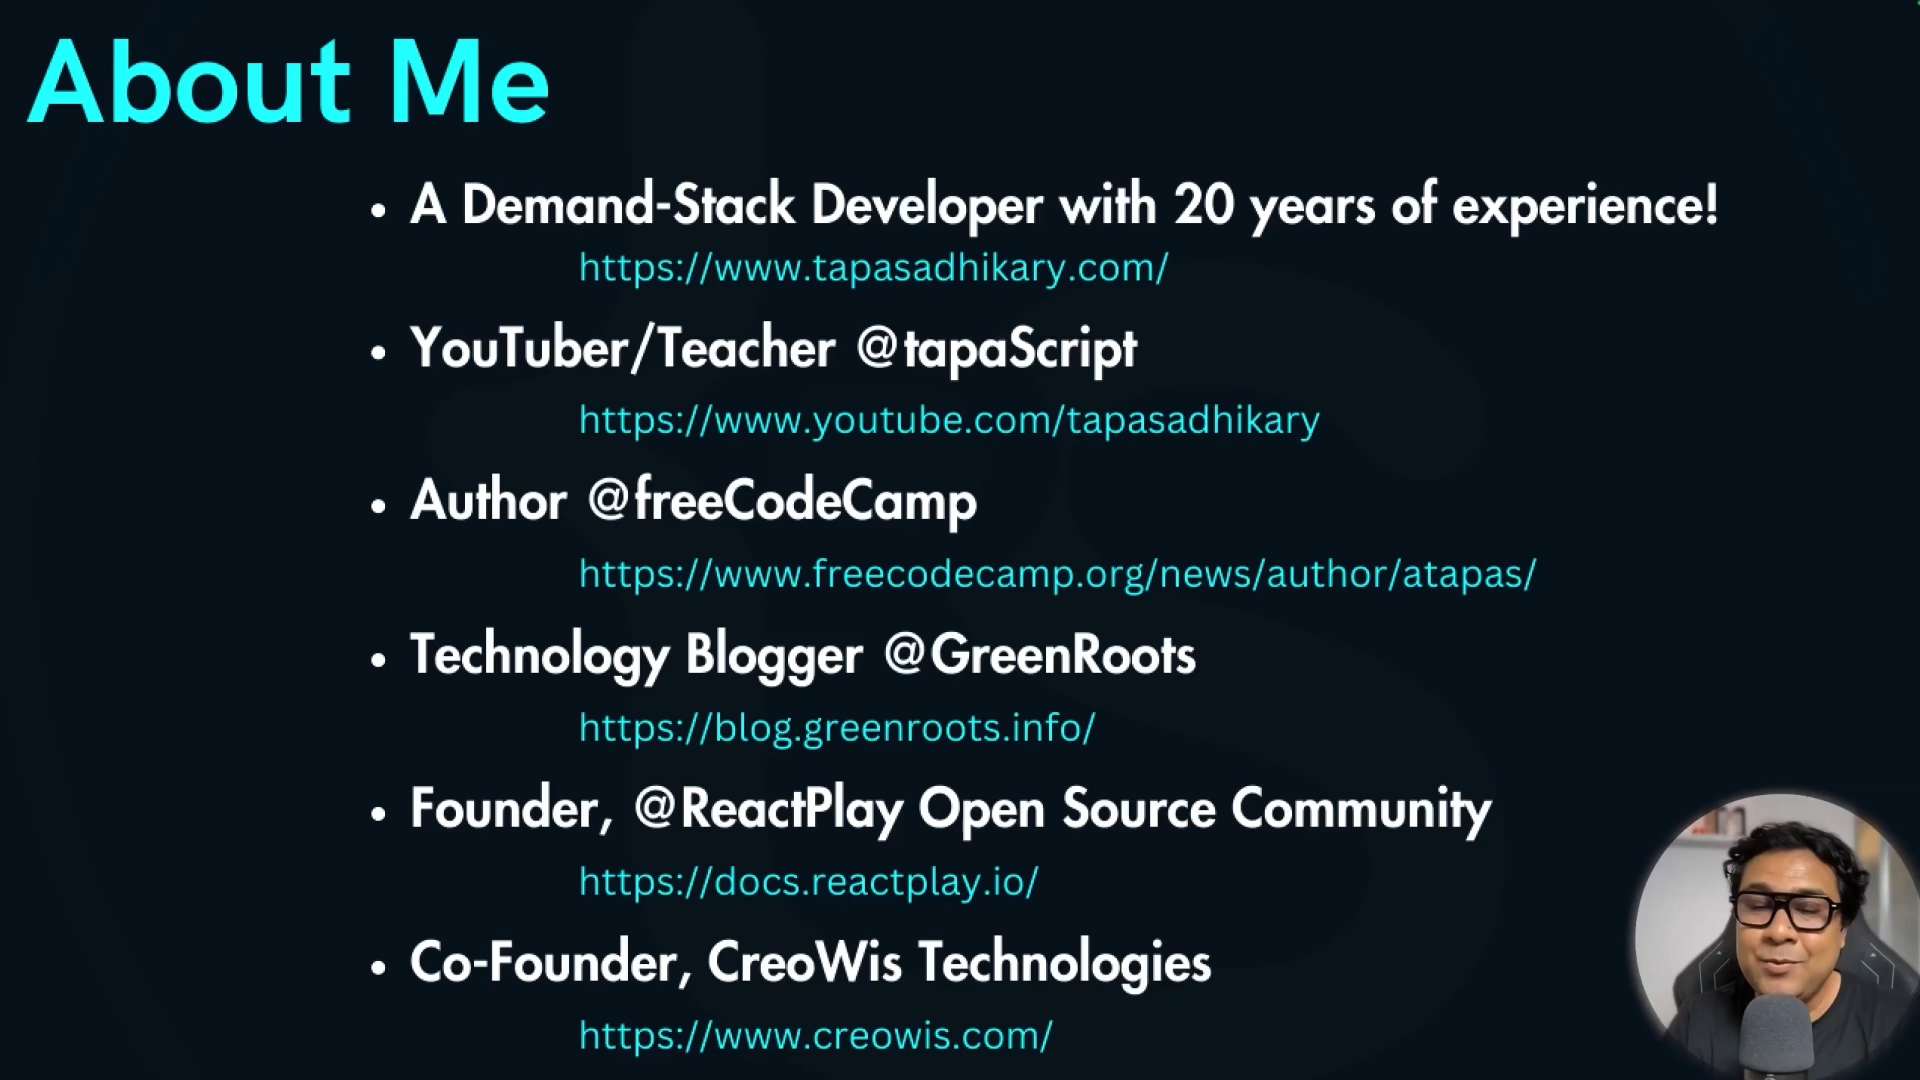 About Me
• A Demand-Stack Developer with 20 years of experience!
https://www.tapasadhikary.com/
• YouTuber/Teacher @tapaScript
https://www.youtube.com/tapasadhikary
• Author @freeCodeCamp
https://www.freecodecamp.org/news/author/atapas/
• Technology Blogger @GreenRoots
https://blog.greenroots.info/
• Founder, @ReactPlay Open Source Community
https://docs.reactplay.io/
• Co-Founder, CreoWis Technologies
https://www.creowis.com/